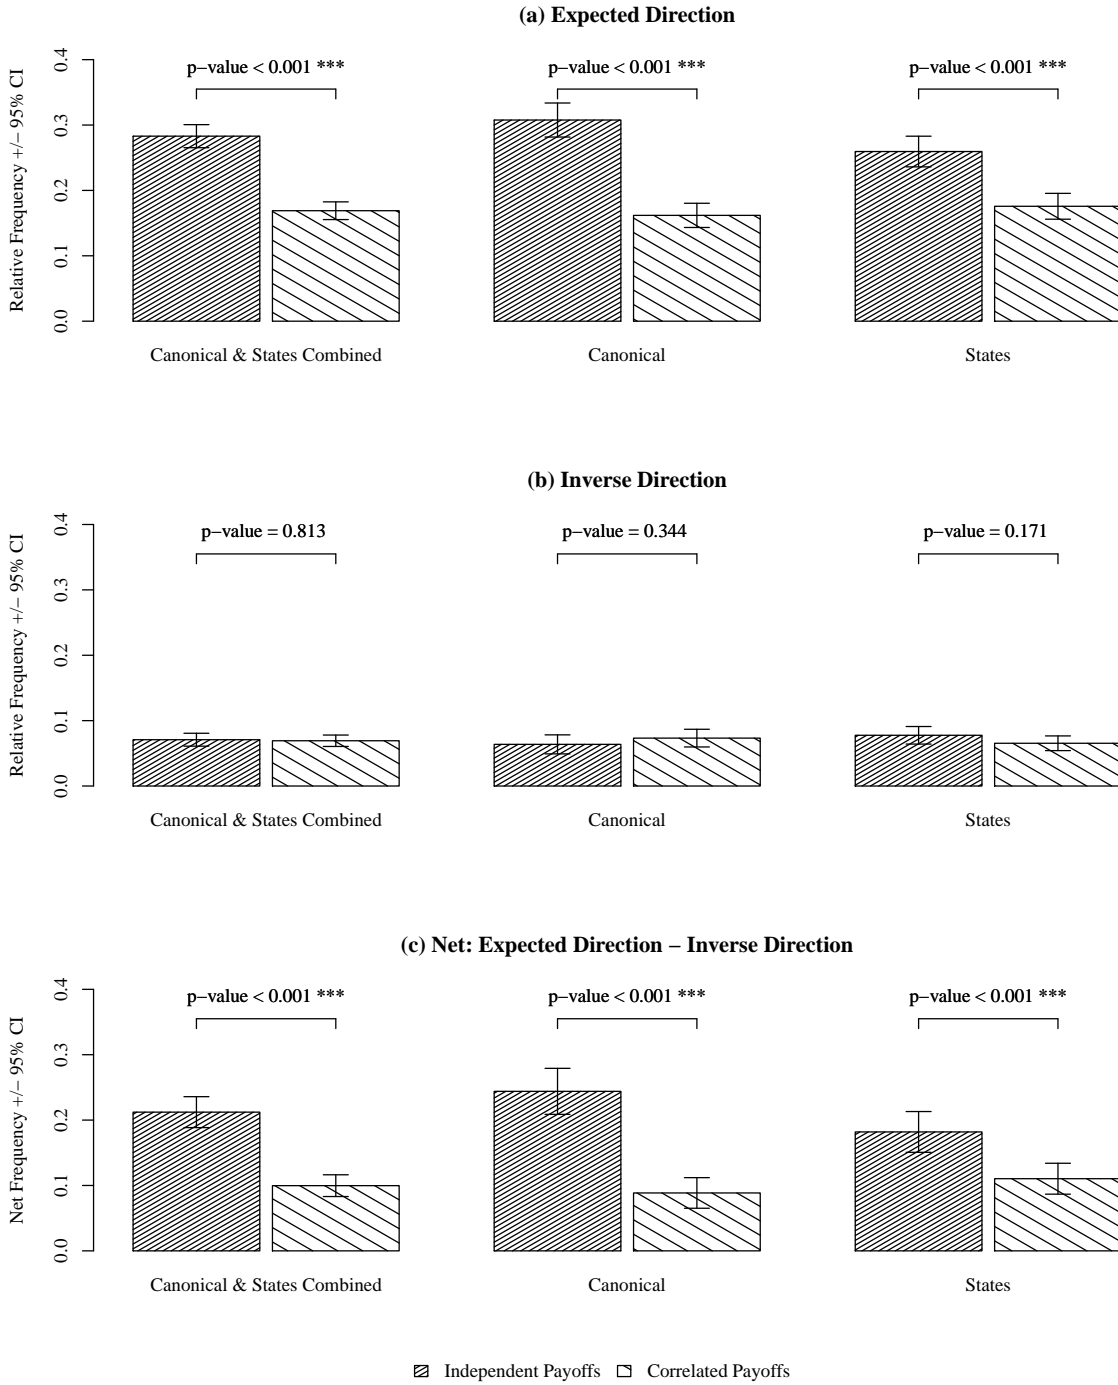 (a) Expected Direction
Relative Frequency +/− 95% CI
0.0 0.1 0.2 0.3 0.4
p−value < 0.001 *** p−value < 0.001 *** p−value < 0.001 ***
Canonical & States Combined Canonical States
(b) Inverse Direction
Relative Frequency +/− 95% CI
0.0 0.1 0.2 0.3 0.4
p−value = 0.813 p−value = 0.344 p−value = 0.171
Canonical & States Combined Canonical States
(c) Net: Expected Direction − Inverse Direction
Net Frequency +/− 95% CI
0.0 0.1 0.2 0.3 0.4
p−value < 0.001 *** p−value < 0.001 *** p−value < 0.001 ***
Canonical & States Combined Canonical States
Independent Payoffs Correlated Payoffs